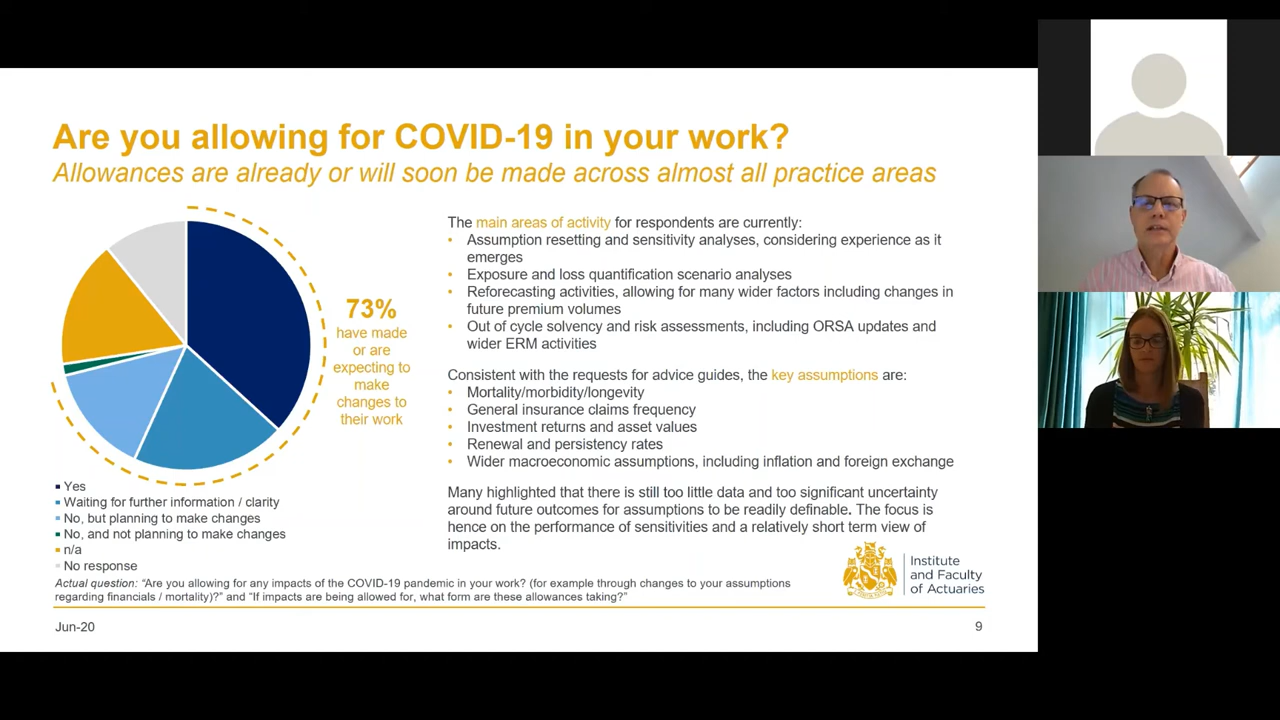 Are you allowing for COVID-19 in your work?
Allowances are already or will soon be made across almost all practice areas
73%
have made
or are
expecting to
make
changes to
their work
Yes
Waiting for further information / clarity
No, but planning to make changes
No, and not planning to make changes
n/a
No response
The main areas of activity for respondents are currently:
• Assumption resetting and sensitivity analyses, considering experience as it
emerges
• Exposure and loss quantification scenario analyses
• Reforecasting activities, allowing for many wider factors including changes in
future premium volumes
• Out of cycle solvency and risk assessments, including ORSA updates and
wider ERM activities
Consistent with the requests for advice guides, the key assumptions are:
• Mortality/morbidity/longevity
• General insurance claims frequency
• Investment returns and asset values
• Renewal and persistency rates
• Wider macroeconomic assumptions, including inflation and foreign exchange
Many highlighted that there is still too little data and too significant uncertainty
around future outcomes for assumptions to be readily definable. The focus is
hence on the performance of sensitivities and a relatively short term view of
impacts.
Institute
and Faculty
of Actuaries
Actual question: “Are you allowing for any impacts of the COVID-19 pandemic in your work? (for example through changes to your assumptions
regarding financials / mortality)?” and “If impacts are being allowed for, what form are these allowances taking?”
Jun-20
9